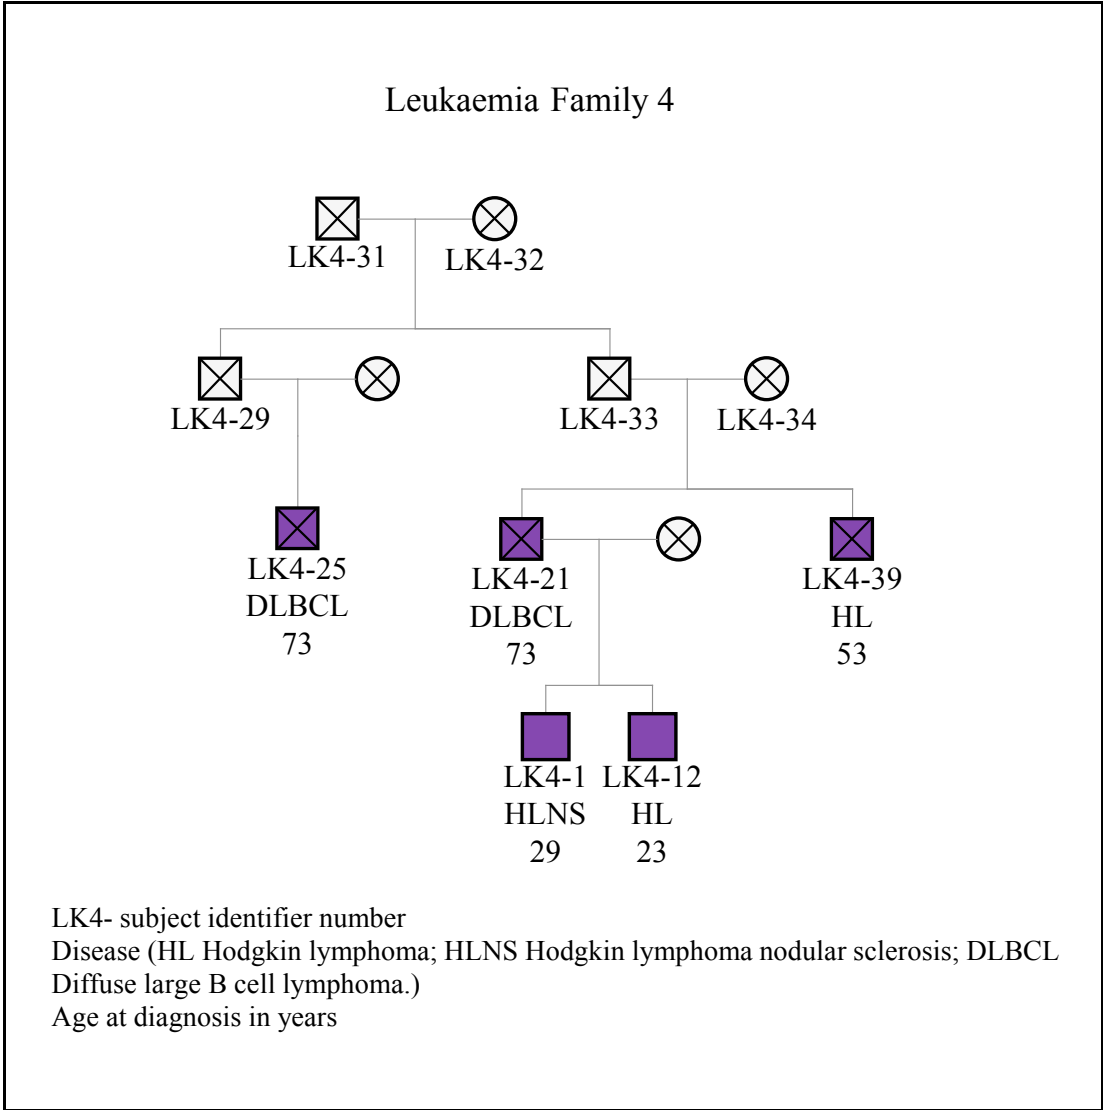 Leukaemia Family 4
LK4-31
LK4-32
LK4-29
LK4-33
LK4-34
LK4-25
DLBCL
73
LK4-21
DLBCL
73
LK4-39
HL
53
LK4-1
HLNS
29
LK4-12
HL
23
LK4- subject identifier number
Disease (HL Hodgkin lymphoma; HLNS Hodgkin lymphoma nodular sclerosis; DLBCL
Diffuse large B cell lymphoma.)
Age at diagnosis in years